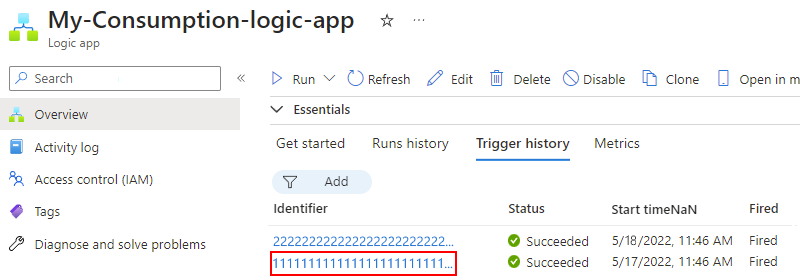 My-Consumption-logic-app ☆ ...
Logic app
Search «
Run Refresh Edit Delete Disable Clone Open in m
Essentials
Overview
Activity log
Access control (IAM)
Tags
Diagnose and solve problems
Get started Runs history Trigger history Metrics
Add
Identifier Status Start timeNaN Fired
2222222222222222222222222... Succeeded 5/18/2022, 11:46 AM Fired
1111111111111111111111111... Succeeded 5/17/2022, 11:46 AM Fired